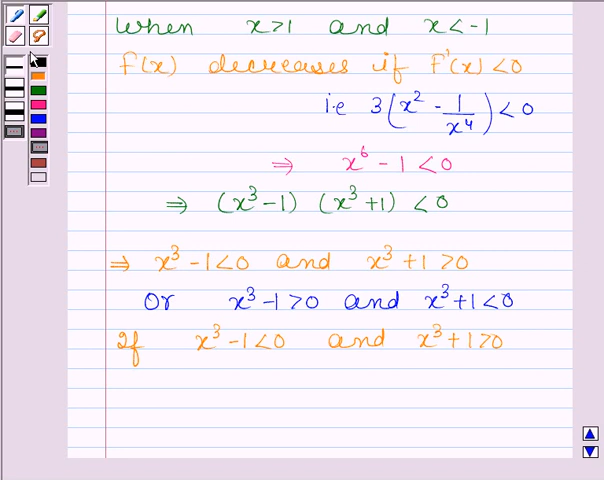 When x>1 and x<-1
F(x) decreases if F'(x)<0
i.e 3(x² - 1/x⁴)<0
⇒ x⁶ - 1 <0
⇒ (x³-1) (x³+1) <0
⇒ x³-1<0 and x³+1>0
Or x³-1>0 and x³+1<0
If x³-1<0 and x³+1>0